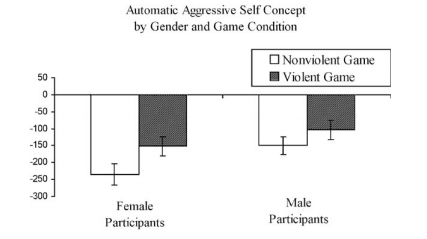 Automatic Aggressive Self Concept
by Gender and Game Condition
Nonviolent Game
Violent Game
50
0
-50
-100
-150
-200
-250
-300
Female
Participants
Male
Participants